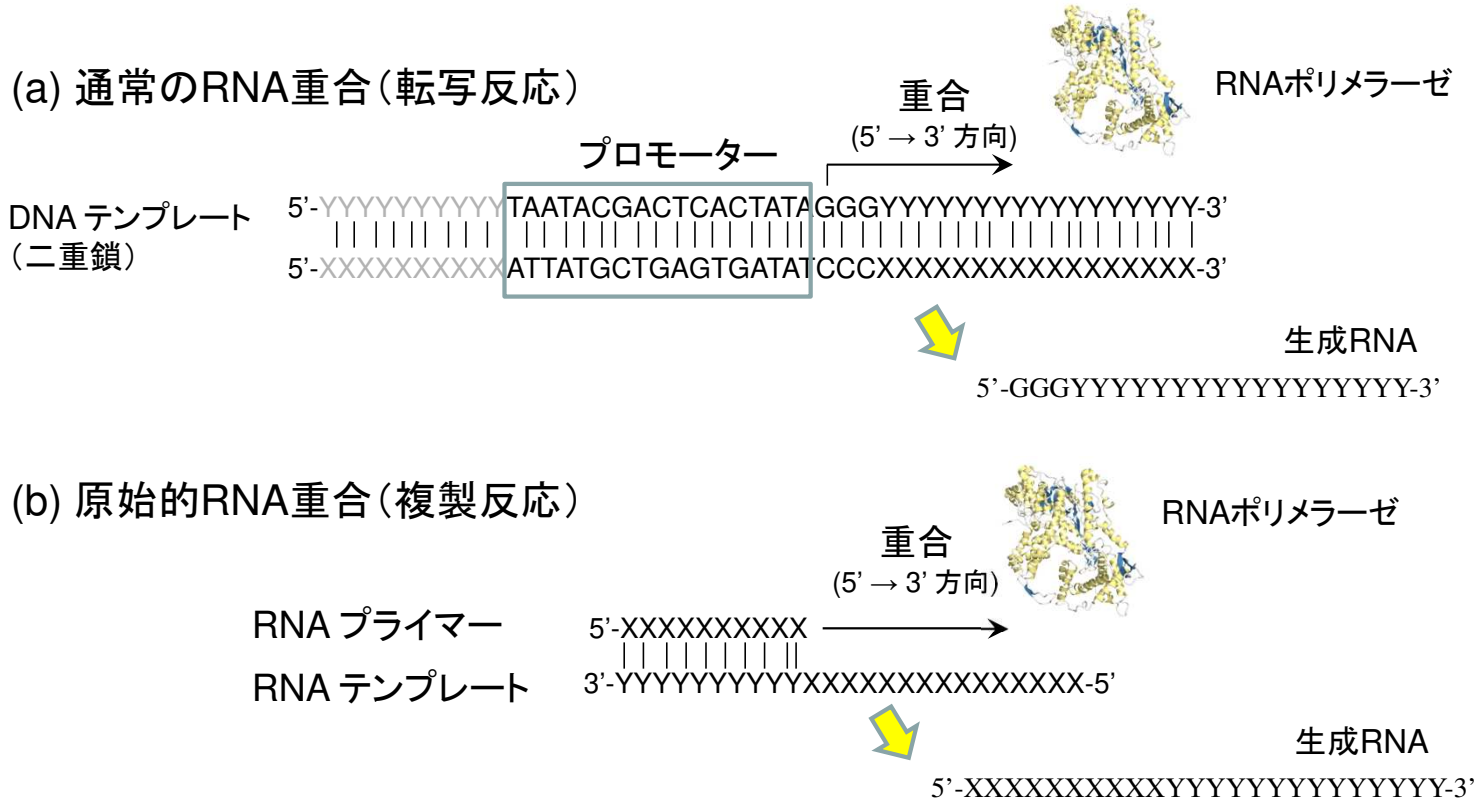 (a) 通常のRNA重合（転写反応）
RNAポリメラーゼ
重合
(5’ → 3’ 方向)
プロモーター
DNA テンプレート
（二重鎖）
5’-YYYYYYYYYYTAATACGACTCACTATAGGGYYYYYYYYYYYYYYYYY-3’
5’-XXXXXXXXXXATTATGCTGAGTGATATCCCXXXXXXXXXXXXXXXXX-3’
生成RNA
5’-GGGYYYYYYYYYYYYYYYYY-3’
(b) 原始的RNA重合（複製反応）
RNAポリメラーゼ
重合
(5’ → 3’ 方向)
RNA プライマー
5’-XXXXXXXXXX
RNA テンプレート
3’-YYYYYYYYYYXXXXXXXXXXXXXXX-5’
生成RNA
5’-XXXXXXXXXXYYYYYYYYYYYYYYY-3’